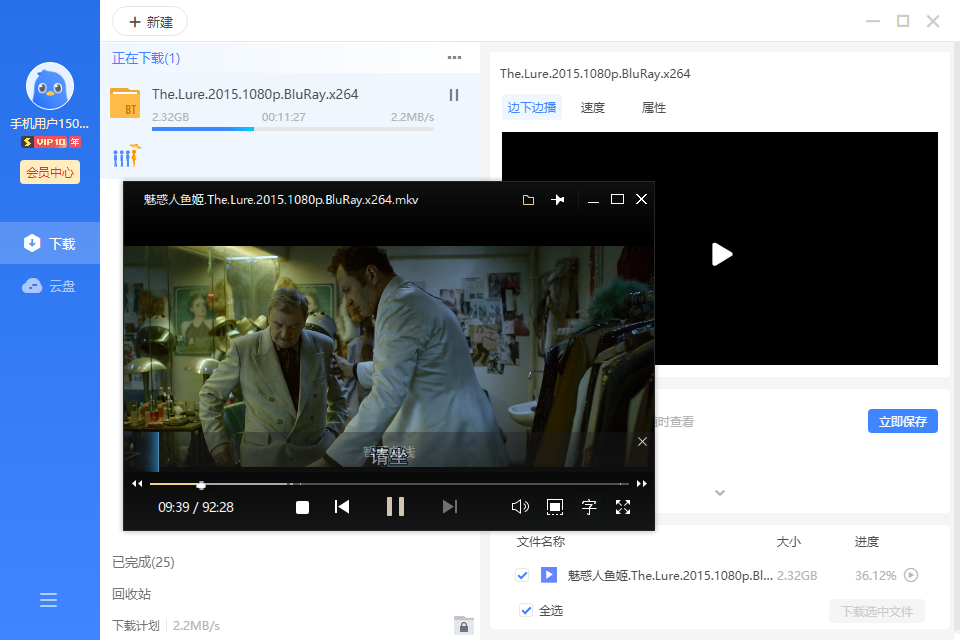 新建
正在下载(1)
The.Lure.2015.1080p.BluRay.x264
2.32GB 00:11:27 2.2MB/s
BT
手机用户150...
VIP10 年
会员中心
下载
云盘
The.Lure.2015.1080p.BluRay.x264
边下边播 速度 属性
魅惑人鱼姬.The.Lure.2015.1080p.BluRay.x264.mkv
请坐
09:39 / 92:28
字
时查看
立即保存
已完成(25)
回收站
下载计划 2.2MB/s
文件名称 大小 进度
魅惑人鱼姬.The.Lure.2015.1080p.Bl... 2.32GB 36.12%
全选
下载选中文件